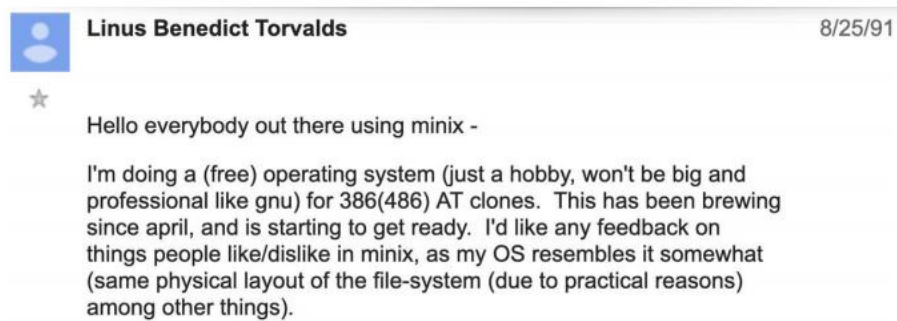 Linus Benedict Torvalds 8/25/91
Hello everybody out there using minix -
I'm doing a (free) operating system (just a hobby, won't be big and
professional like gnu) for 386(486) AT clones.  This has been brewing
since april, and is starting to get ready.  I'd like any feedback on
things people like/dislike in minix, as my OS resembles it somewhat
(same physical layout of the file-system (due to practical reasons)
among other things).